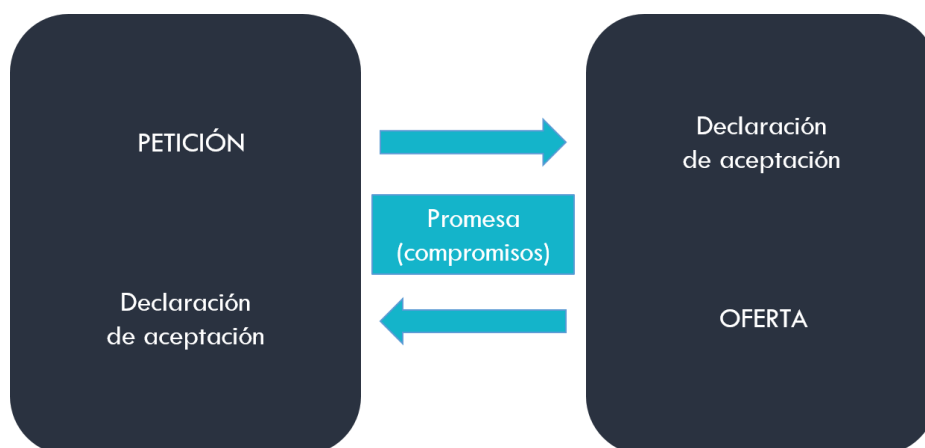 PETICIÓN
Declaración
de aceptación
Promesa
(compromisos)
Declaración
de aceptación
OFERTA